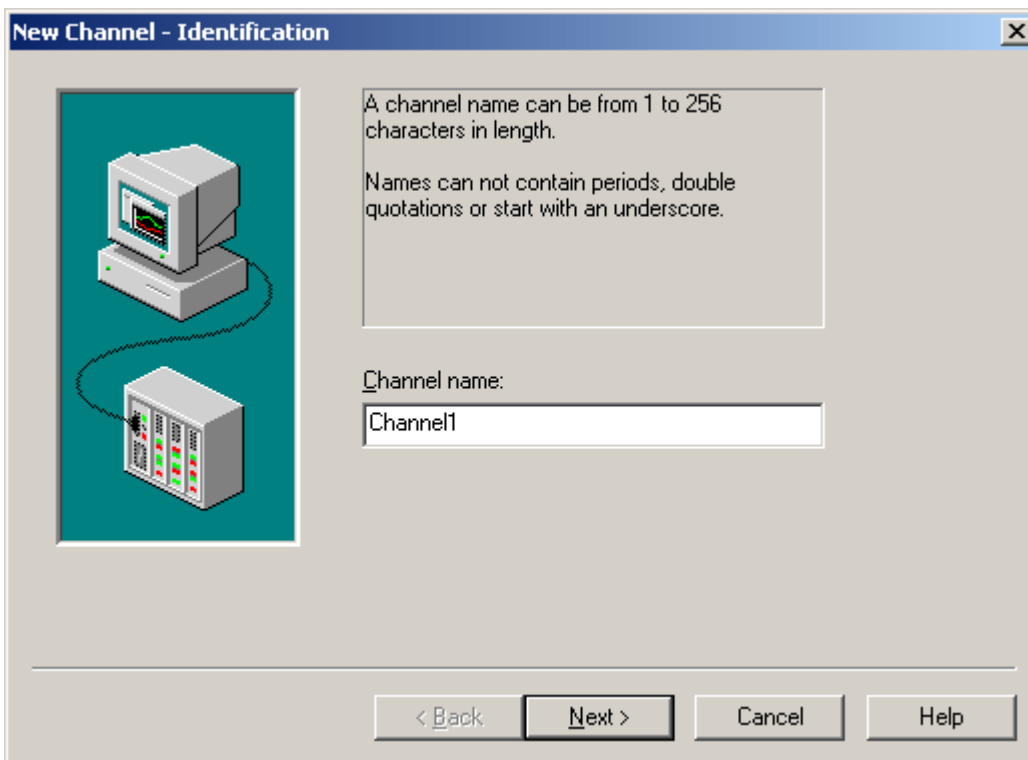 New Channel - Identification
A channel name can be from 1 to 256
characters in length.
Names can not contain periods, double
quotations or start with an underscore.
Channel name:
Channel1
< Back
Next >
Cancel
Help